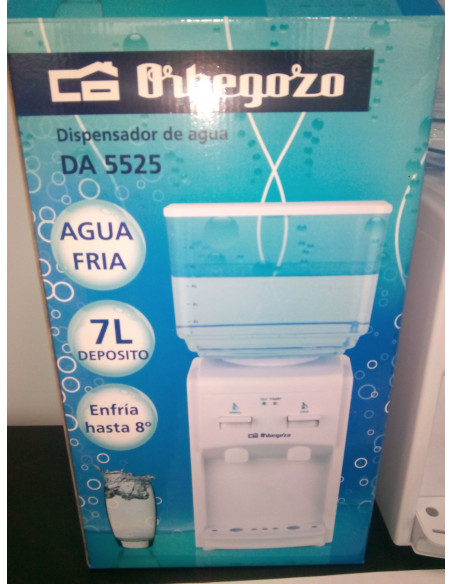 Orbegozo
Dispensador de agua
DA 5525
AGUA
FRIA
7L
DEPOSITO
Enfría
hasta 8º
Orbegozo